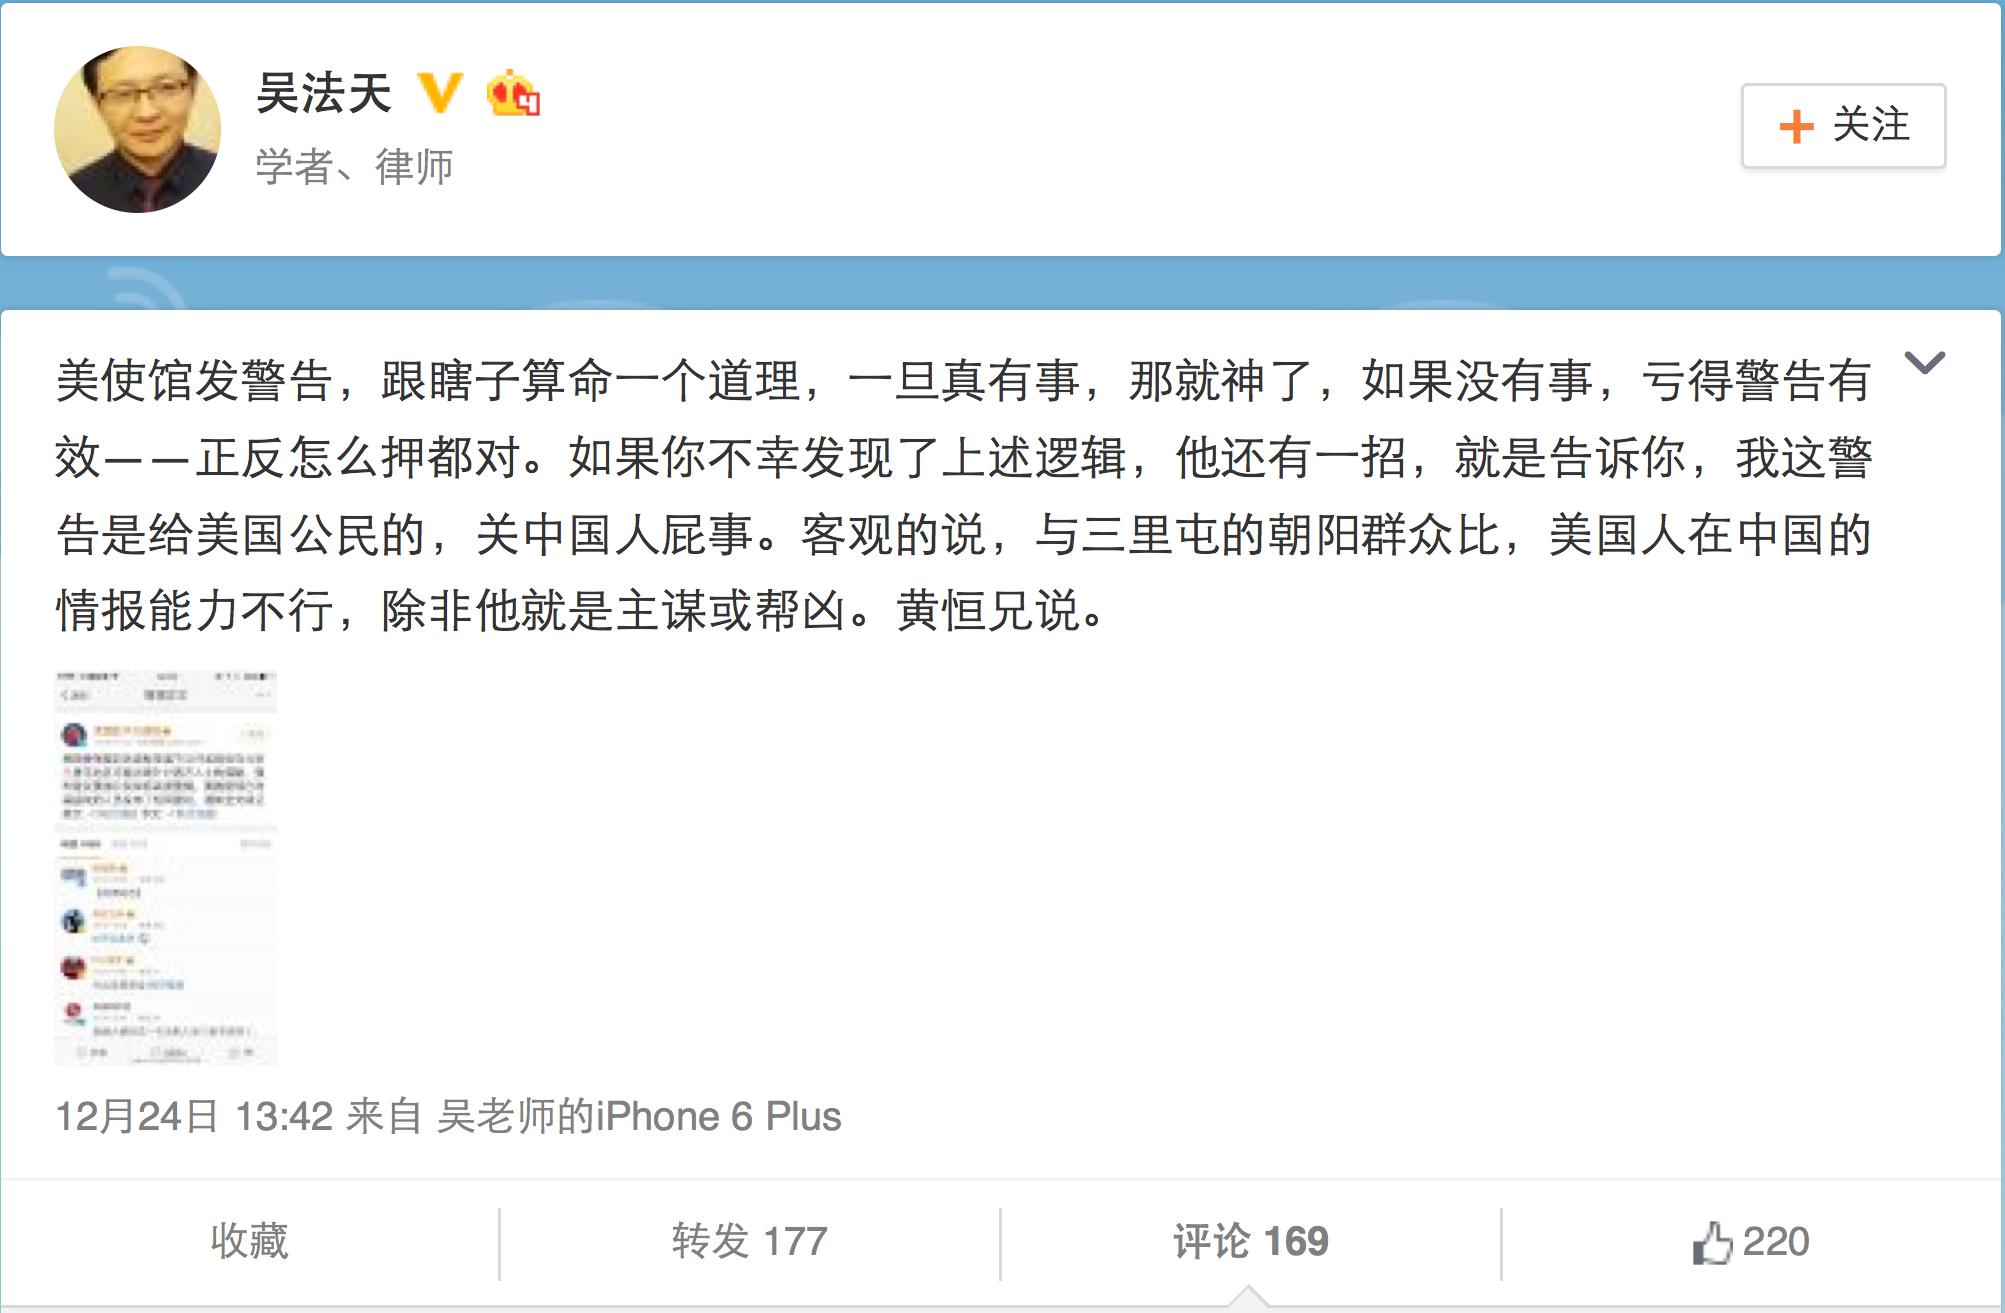 吴法天
4
学者、律师
关注
美使馆发警告，跟瞎子算命一个道理，一旦真有事，那就神了，如果没有事，亏得警告有
效——正反怎么押都对。如果你不幸发现了上述逻辑，他还有一招，就是告诉你，我这警
告是给美国公民的，关中国人屁事。客观的说，与三里屯的朝阳群众比，美国人在中国的
情报能力不行，除非他就是主谋或帮凶。黄恒兄说。
12月24日 13:42 来自 吴老师的iPhone 6 Plus
收藏
转发 177
评论 169
220